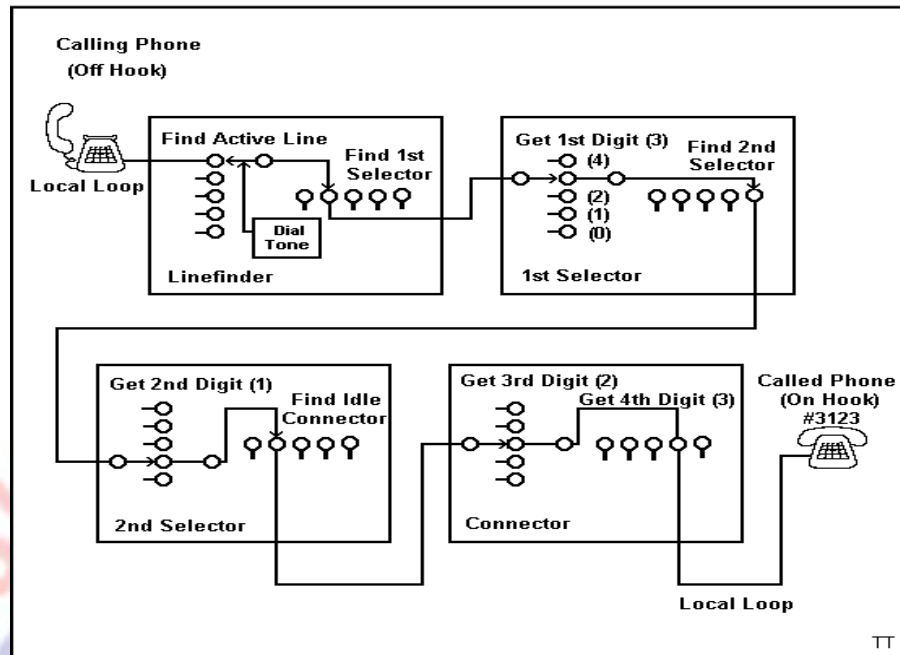 Calling Phone
(Off Hook)
Local Loop
Find Active Line
Find 1st
Selector
Dial
Tone
Linefinder
Get 1st Digit (3)
Find 2nd
Selector
(4)
(2)
(1)
(0)
1st Selector
Get 2nd Digit (1)
Find Idle
Connector
2nd Selector
Get 3rd Digit (2)
Get 4th Digit (3)
Connector
Called Phone
(On Hook)
#3123
Local Loop
TT